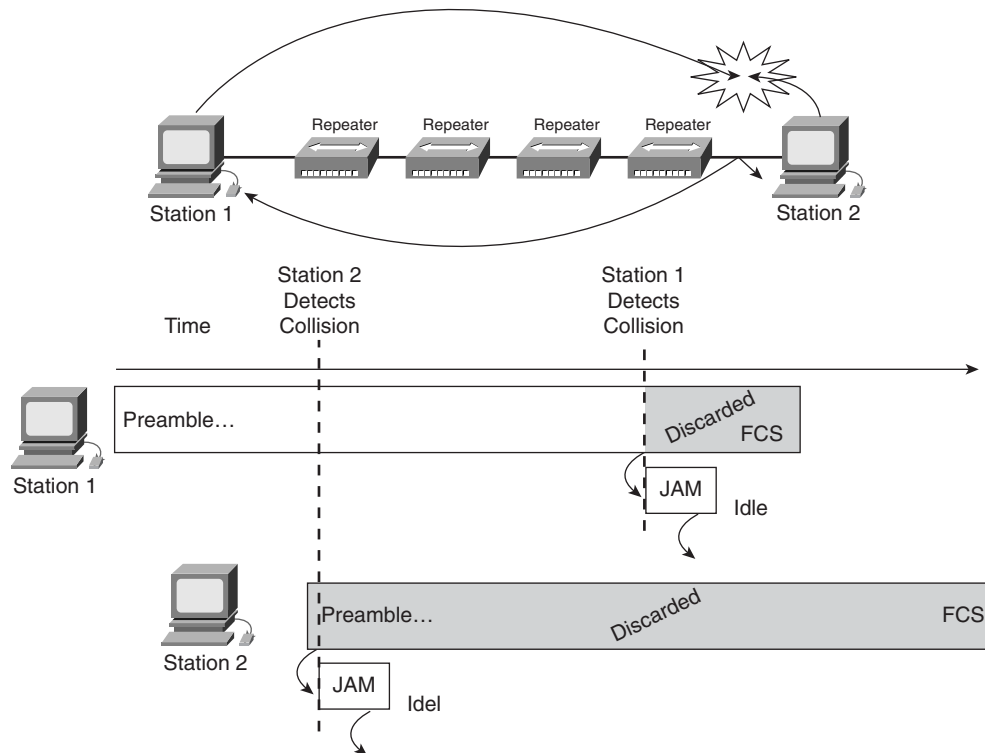 Repeater
Repeater
Repeater
Repeater
Station 1
Station 2
Station 2
Detects
Collision
Station 1
Detects
Collision
Time
Preamble…
Discarded
FCS
Station 1
JAM
Idle
Preamble…
Discarded
FCS
Station 2
JAM
Idel